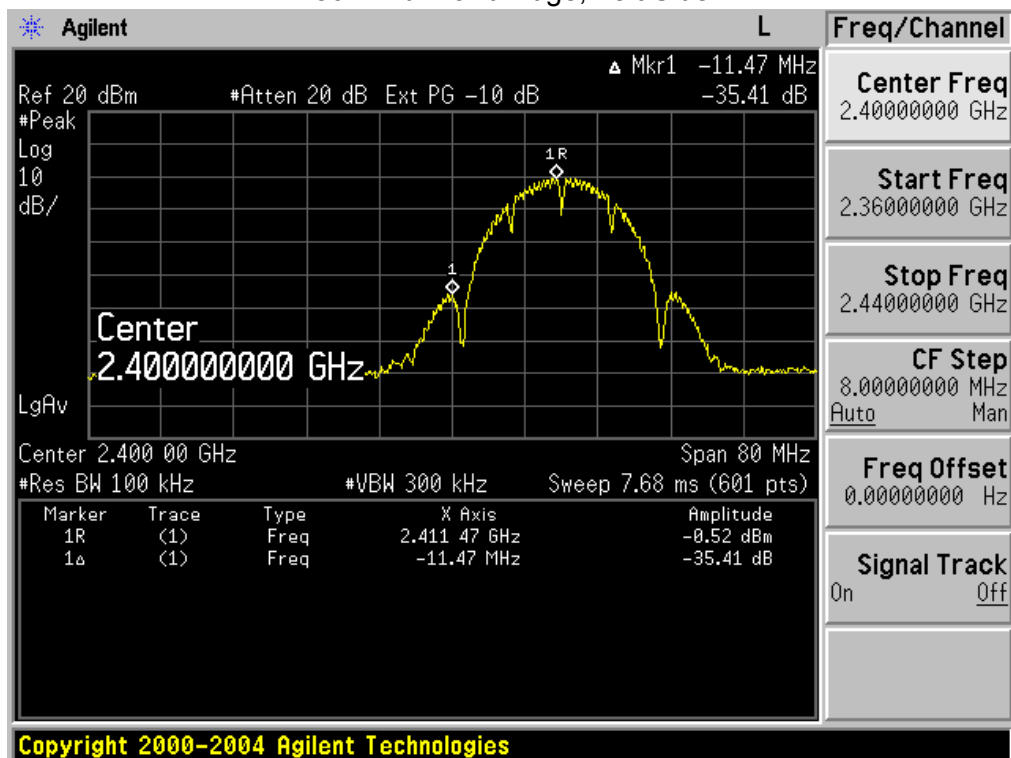 Agilent L Freq/Channel
Δ Mkr1 -11.47 MHz
Ref 20 dBm #Atten 20 dB Ext PG -10 dB -35.41 dB
#Peak
Log
10
dB/
1R
1
Center
2.400000000 GHz
LgAv
Center 2.400 00 GHz Span 80 MHz
#Res BW 100 kHz #VBW 300 kHz Sweep 7.68 ms (601 pts)
Marker Trace Type X Axis Amplitude
1R (1) Freq 2.411 47 GHz -0.52 dBm
1Δ (1) Freq -11.47 MHz -35.41 dB
Center Freq
2.40000000 GHz
Start Freq
2.36000000 GHz
Stop Freq
2.44000000 GHz
CF Step
8.00000000 MHz
Auto Man
Freq Offset
0.00000000 Hz
Signal Track
On Off
Copyright 2000-2004 Agilent Technologies